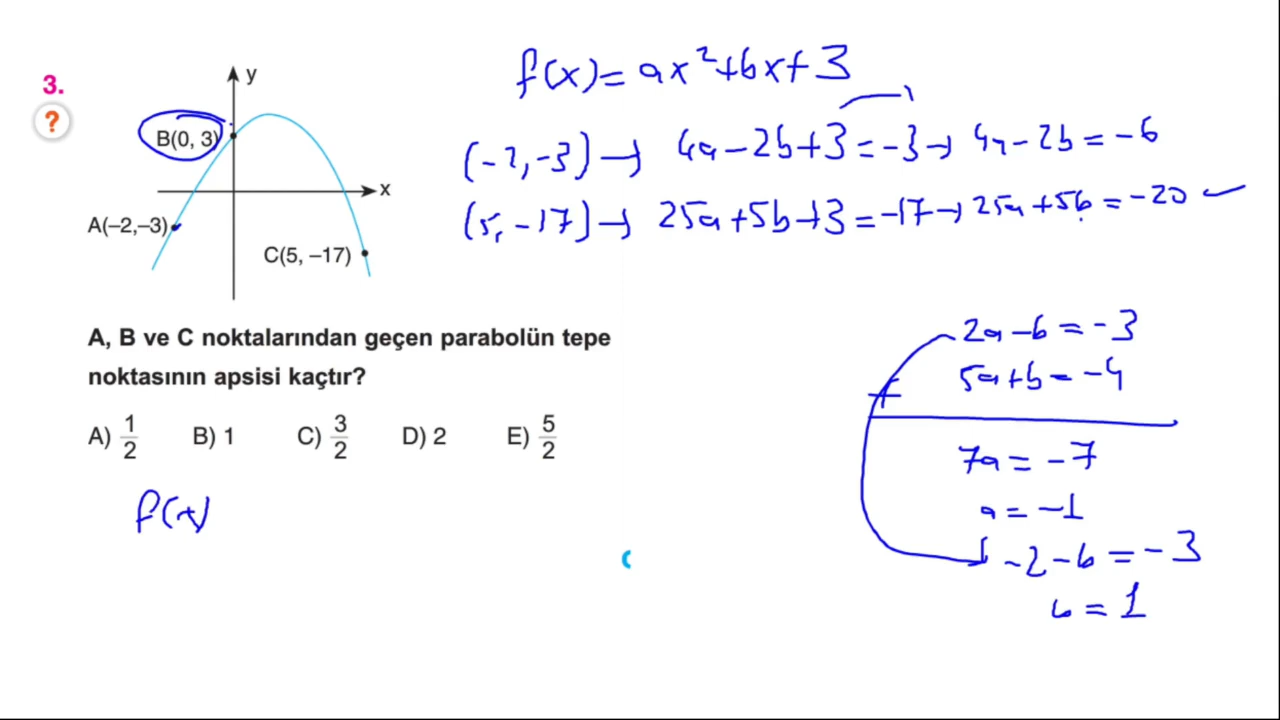 3.
?
y
B(0, 3)
x
A(–2,–3)
C(5, –17)
A, B ve C noktalarından geçen parabolün tepe
noktasının apsisi kaçtır?
A) 1/2 B) 1 C) 3/2 D) 2 E) 5/2
f(x)
f(x) = ax²+bx+3
(-2,-3) → 4a-2b+3=-3 → 4a-2b=-6
(5,-17) → 25a+5b+3=-17 → 25a+5b=-20 ✓
2a-b=-3
5a+b=-4
+
7a=-7
a=-1
-2-b=-3
b=1